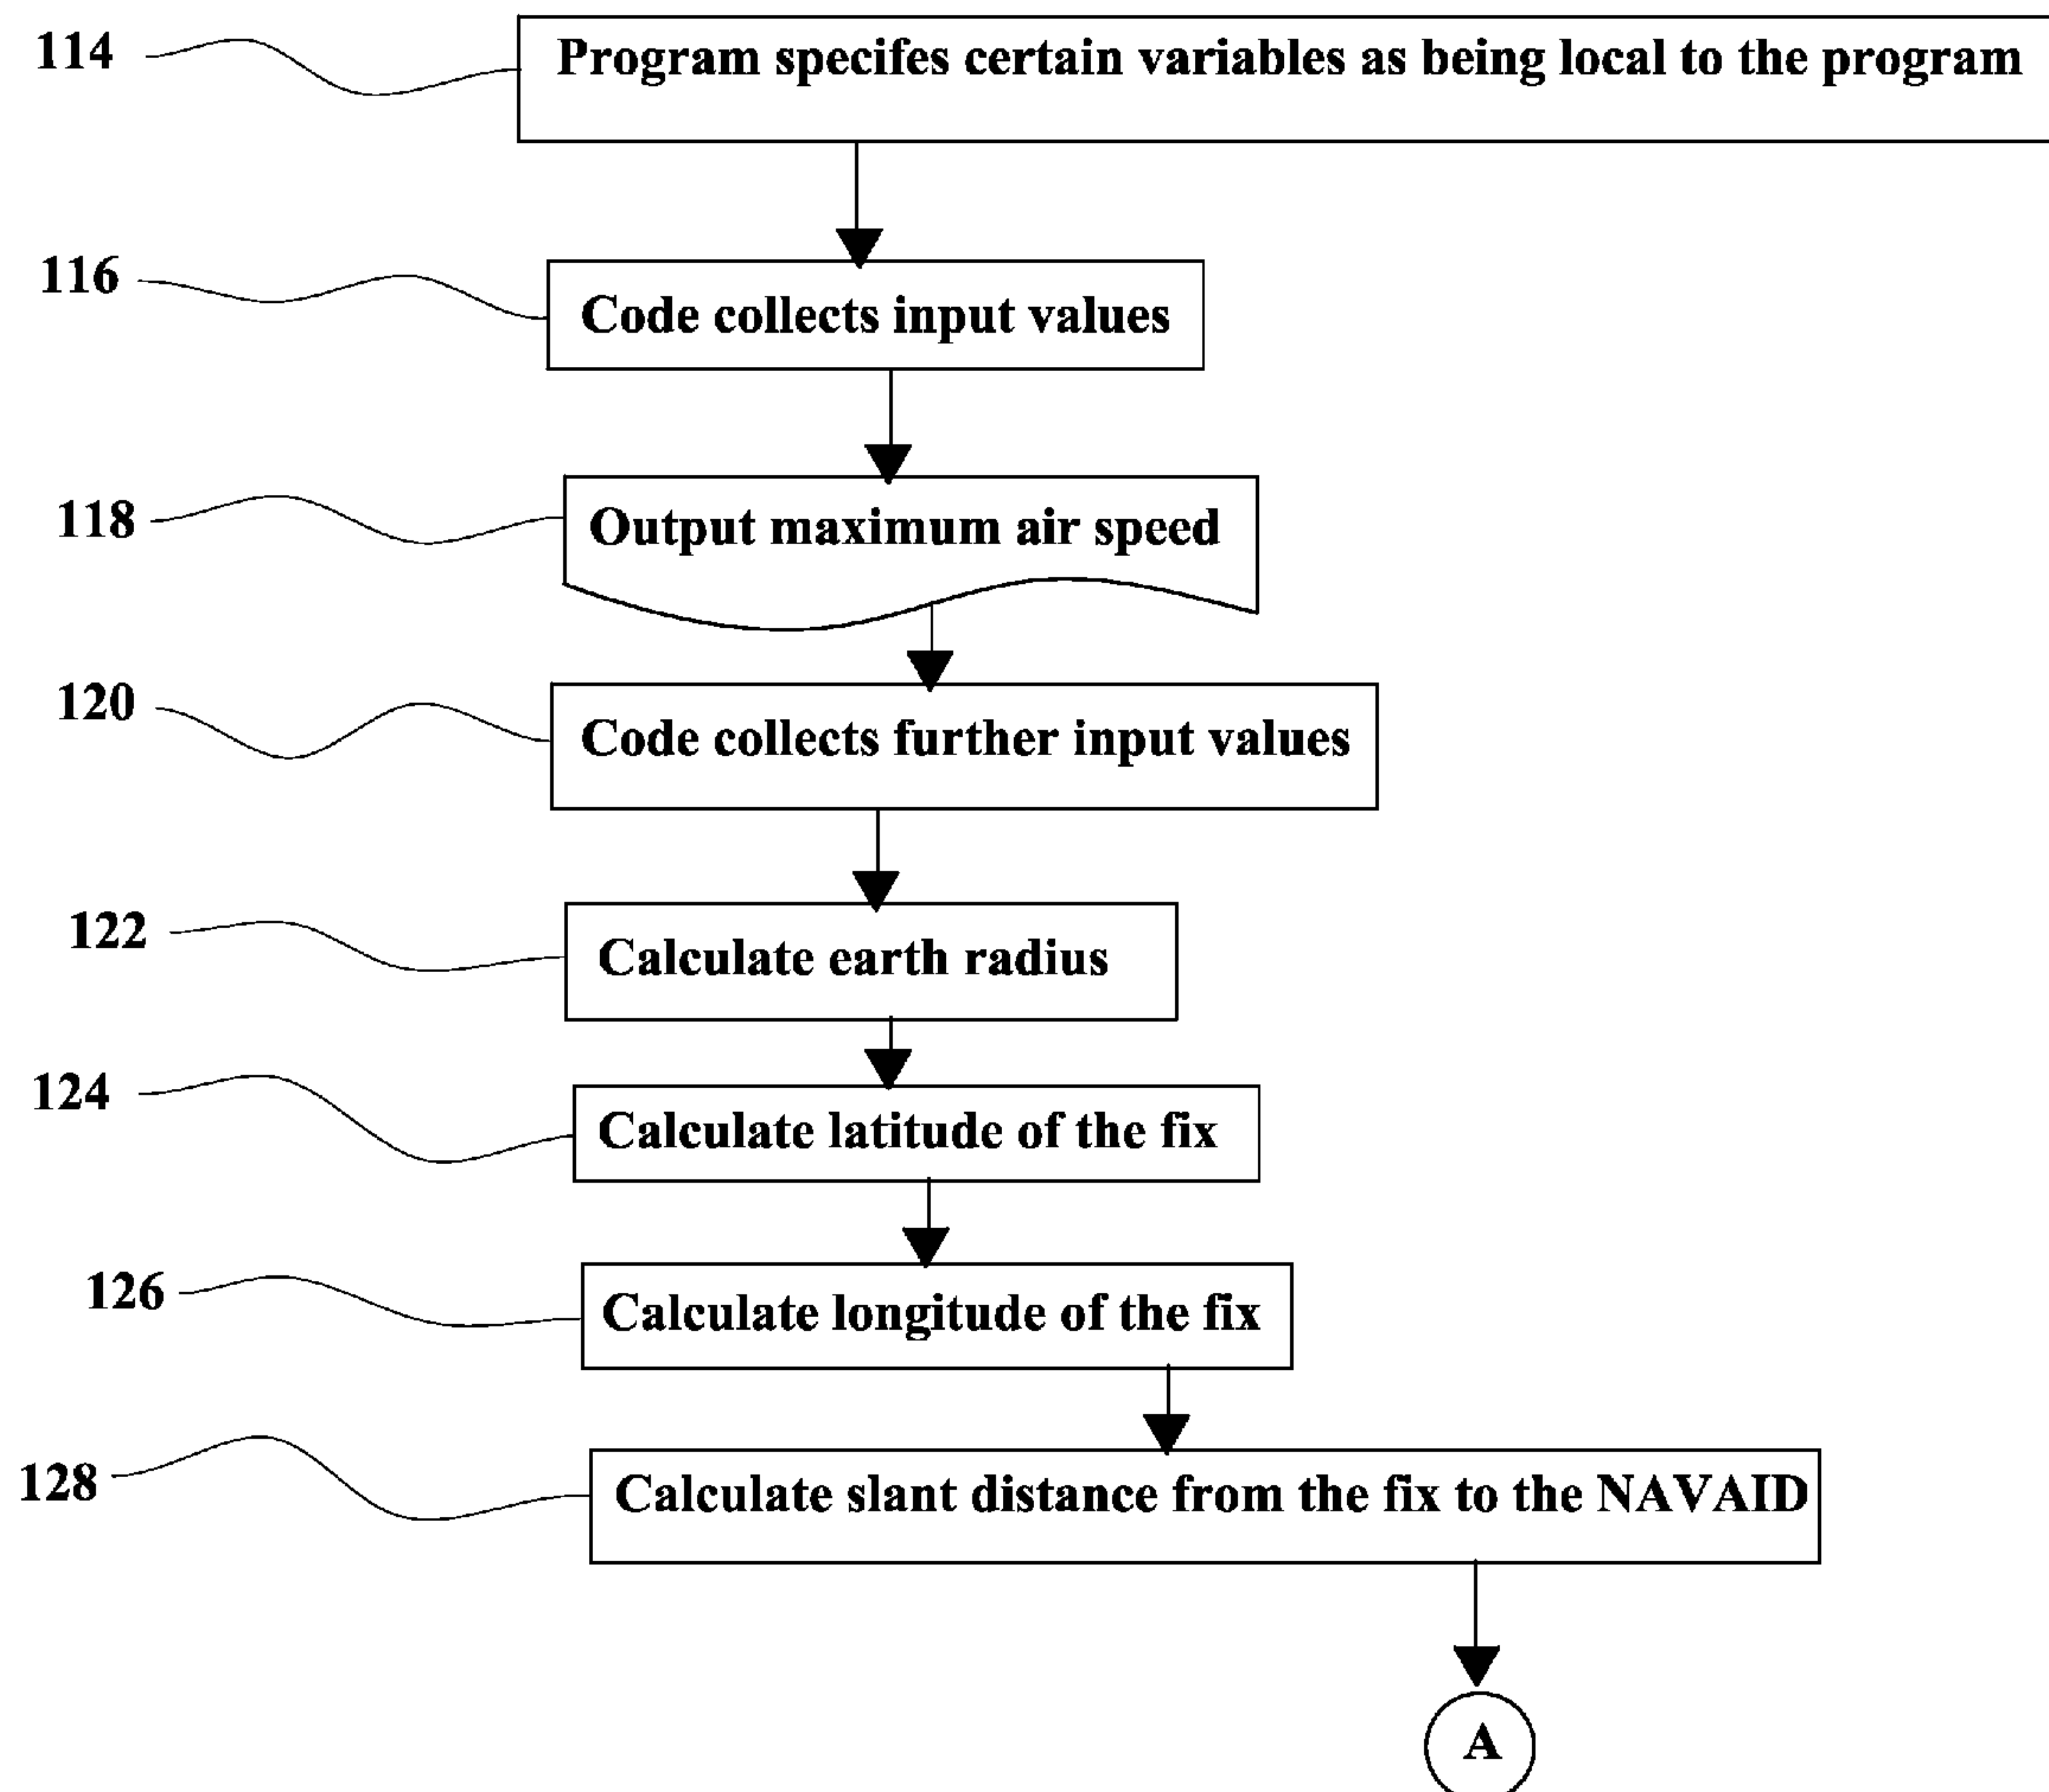 114
Program specifes certain variables as being local to the program
116
Code collects input values
118
Output maximum air speed
120
Code collects further input values
122
Calculate earth radius
124
Calculate latitude of the fix
126
Calculate longitude of the fix
128
Calculate slant distance from the fix to the NAVAID
A